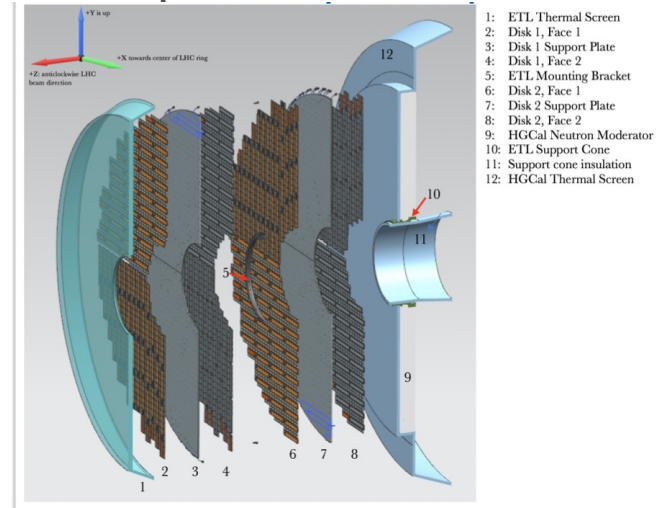 +Y is up
+X towards center of LHC ring
+Z: anticlockwise LHC
beam direction
12
10
11
5
9
6
7
8
2
3
4
1
1: ETL Thermal Screen
2: Disk 1, Face 1
3: Disk 1 Support Plate
4: Disk 1, Face 2
5: ETL Mounting Bracket
6: Disk 2, Face 1
7: Disk 2 Support Plate
8: Disk 2, Face 2
9: HGCal Neutron Moderator
10: ETL Support Cone
11: Support cone insulation
12: HGCal Thermal Screen